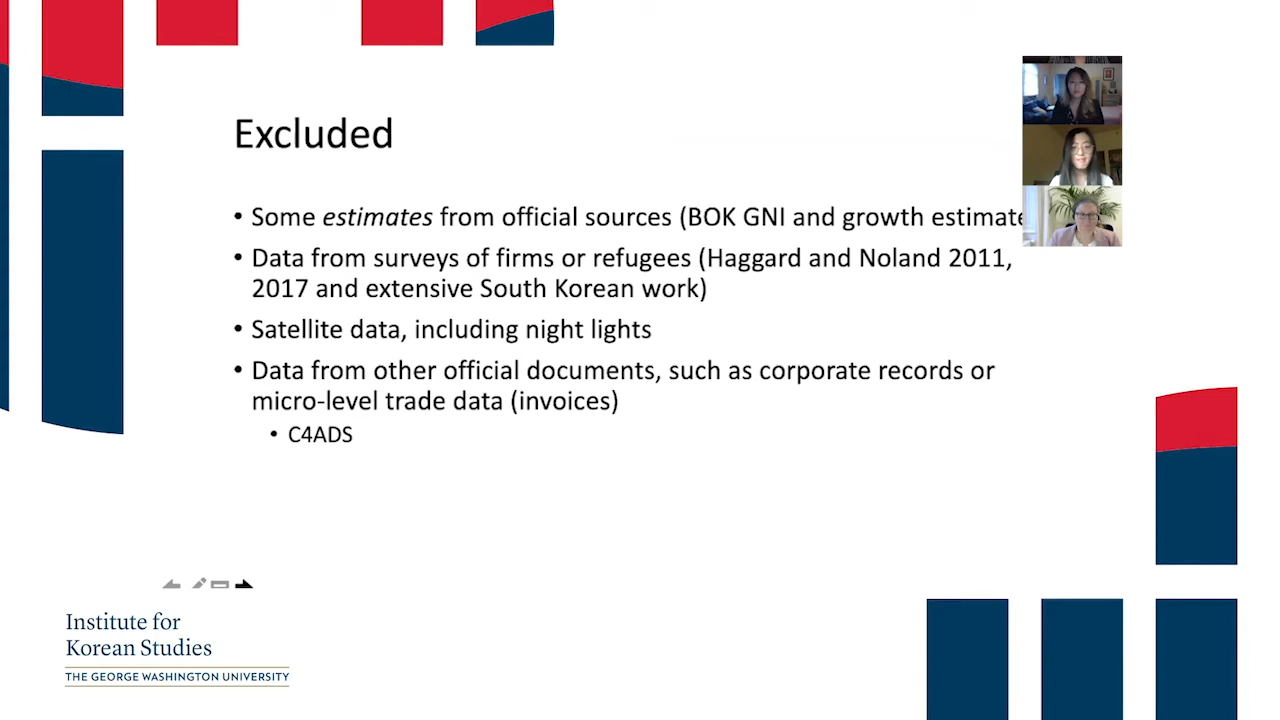 Excluded
• Some estimates from official sources (BOK GNI and growth estimate
• Data from surveys of firms or refugees (Haggard and Noland 2011,
2017 and extensive South Korean work)
• Satellite data, including night lights
• Data from other official documents, such as corporate records or
micro-level trade data (invoices)
• C4ADS
Institute for
Korean Studies
THE GEORGE WASHINGTON UNIVERSITY